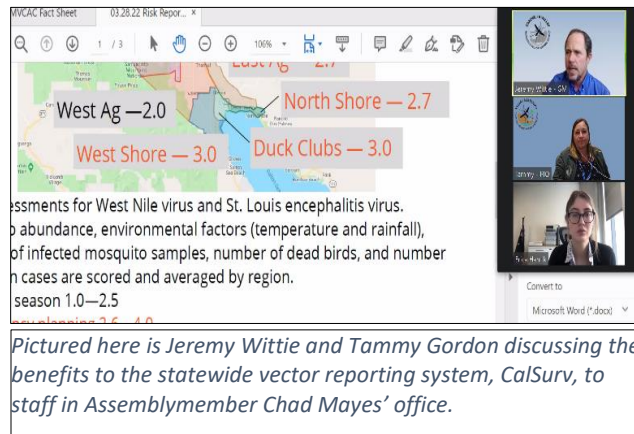 MVCAC Fact Sheet
03.28.22 Risk Repor... ×
1 / 3
106%
West Ag —2.0
North Shore — 2.7
West Shore — 3.0
Duck Clubs — 3.0
essments for West Nile virus and St. Louis encephalitis virus.
o abundance, environmental factors (temperature and rainfall),
of infected mosquito samples, number of dead birds, and number
n cases are scored and averaged by region.
season 1.0—2.5
Jeremy Wittie - GM
Tammy - PIO
Convert to
Microsoft Word (*.docx)
Pictured here is Jeremy Wittie and Tammy Gordon discussing the
benefits to the statewide vector reporting system, CalSurv, to
staff in Assemblymember Chad Mayes’ office.